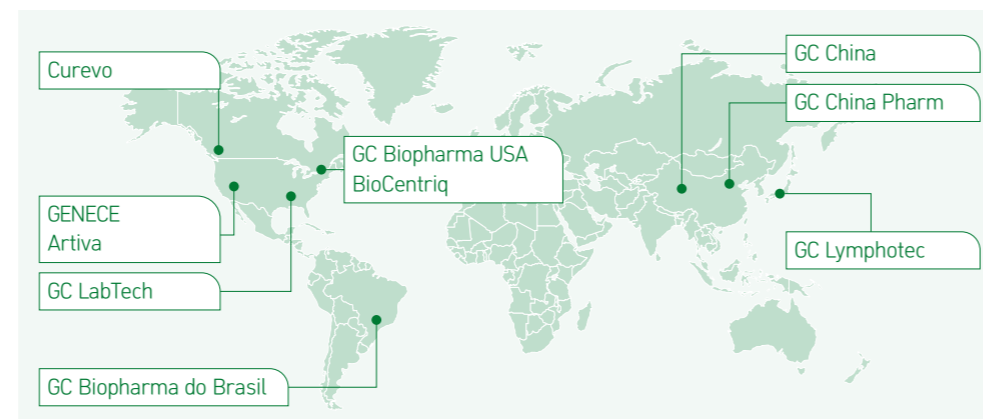 Curevo
GENECE
Artiva
GC LabTech
GC Biopharma do Brasil
GC Biopharma USA
BioCentriq
GC China
GC China Pharm
GC Lymphotec